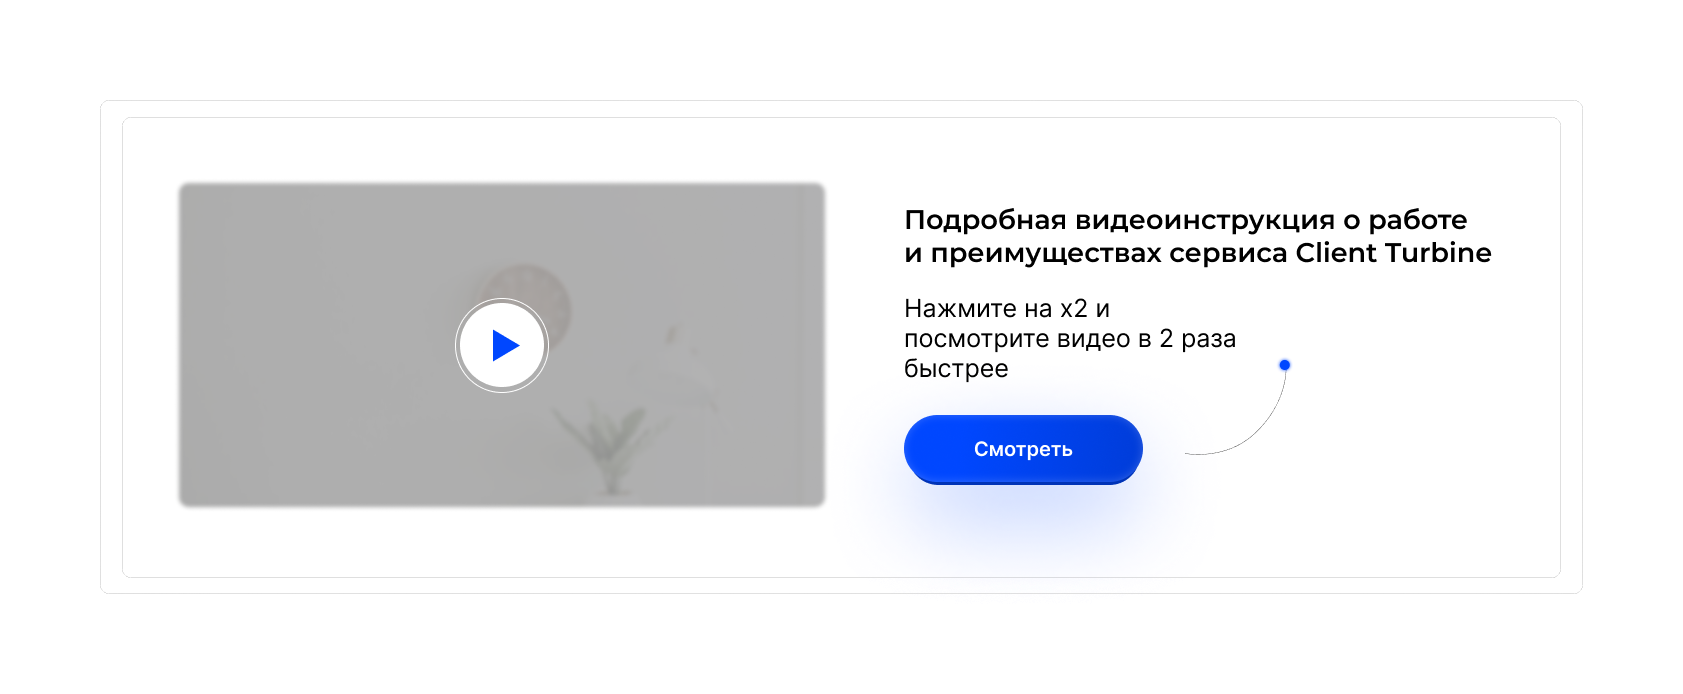 Подробная видеоинструкция о работе
и преимуществах сервиса Client Turbine
Нажмите на x2 и
посмотрите видео в 2 раза
быстрее
Смотреть